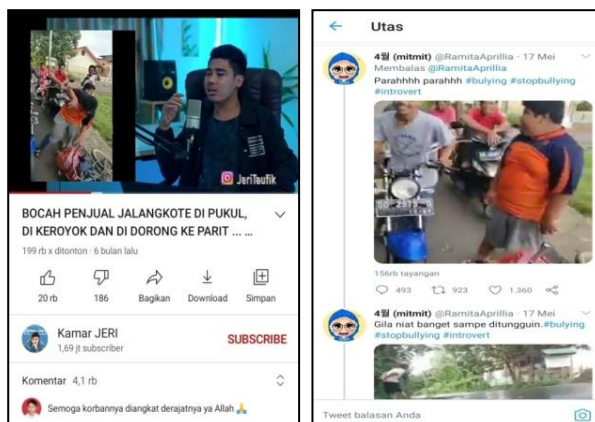 JeriTaufik
BOCAH PENJUAL JALANGKOTE DI PUKUL,
DI KEROYOK DAN DI DORONG KE PARIT ... ...
199 rb x ditonton · 6 bulan lalu
20 rb
186
Bagikan
Download
Simpan
Kamar JERI
1,69 jt subscriber
SUBSCRIBE
Komentar 4,1 rb
Semoga korbannya diangkat derajatnya ya Allah 🙏
Utas
4월 (mitmit) @RamitaAprillia · 17 Mei
Membalas @RamitaAprillia
Parahhhh parahhh #bulying #stopbullying
#introvert
156rb tayangan
493
923
1.360
4월 (mitmit) @RamitaAprillia · 17 Mei
Gila niat banget sampe ditungguin.#bulying
#stopbullying #introvert
Tweet balasan Anda